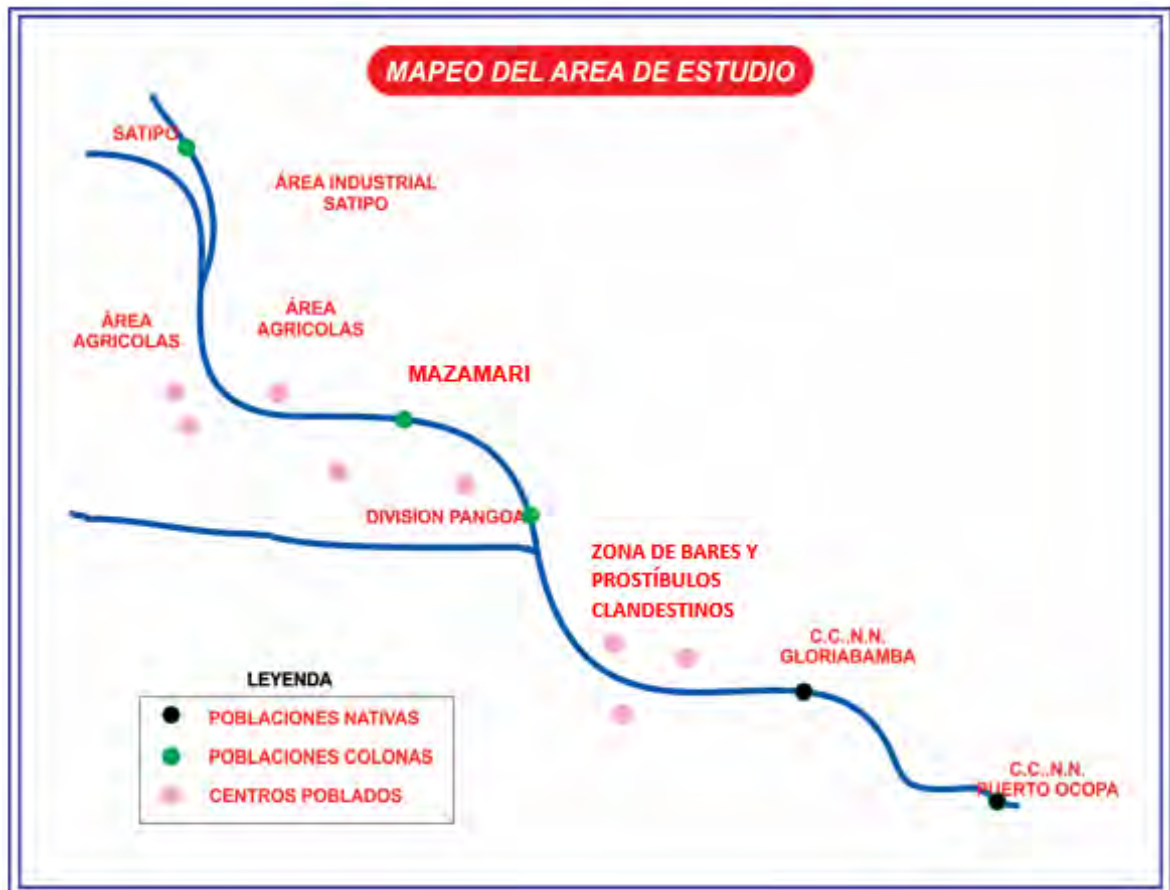 MAPEO DEL AREA DE ESTUDIO
SATIPO
ÁREA INDUSTRIAL
SATIPO
ÁREA
AGRICOLAS
ÁREA
AGRICOLAS
MAZAMARI
DIVISION PANGOA
ZONA DE BARES Y
PROSTÍBULOS
CLANDESTINOS
C.C..N.N.
GLORIABAMBA
C.C..N.N.
PUERTO OCOPA
LEYENDA
POBLACIONES NATIVAS
POBLACIONES COLONAS
CENTROS POBLADOS